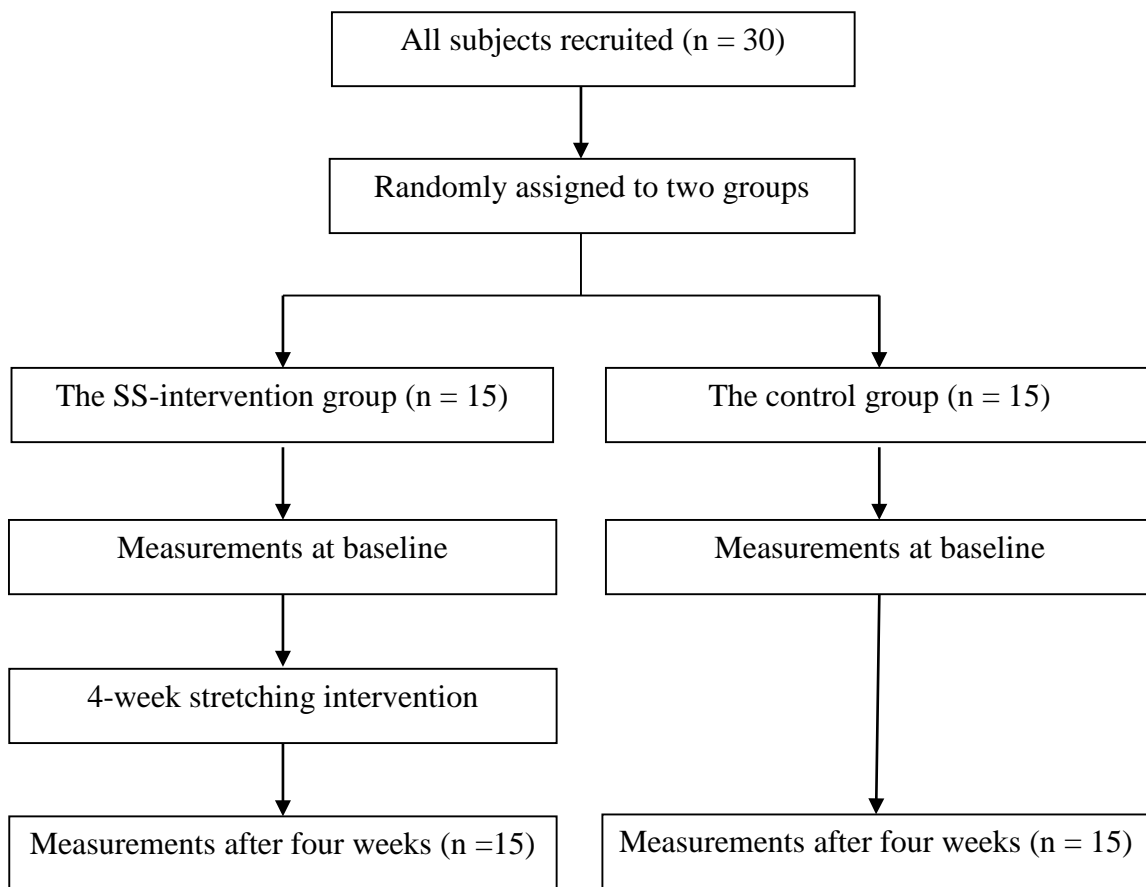 All subjects recruited (n = 30)
Randomly assigned to two groups
The SS-intervention group (n = 15)
The control group (n = 15)
Measurements at baseline
Measurements at baseline
4-week stretching intervention
Measurements after four weeks (n =15)
Measurements after four weeks (n = 15)